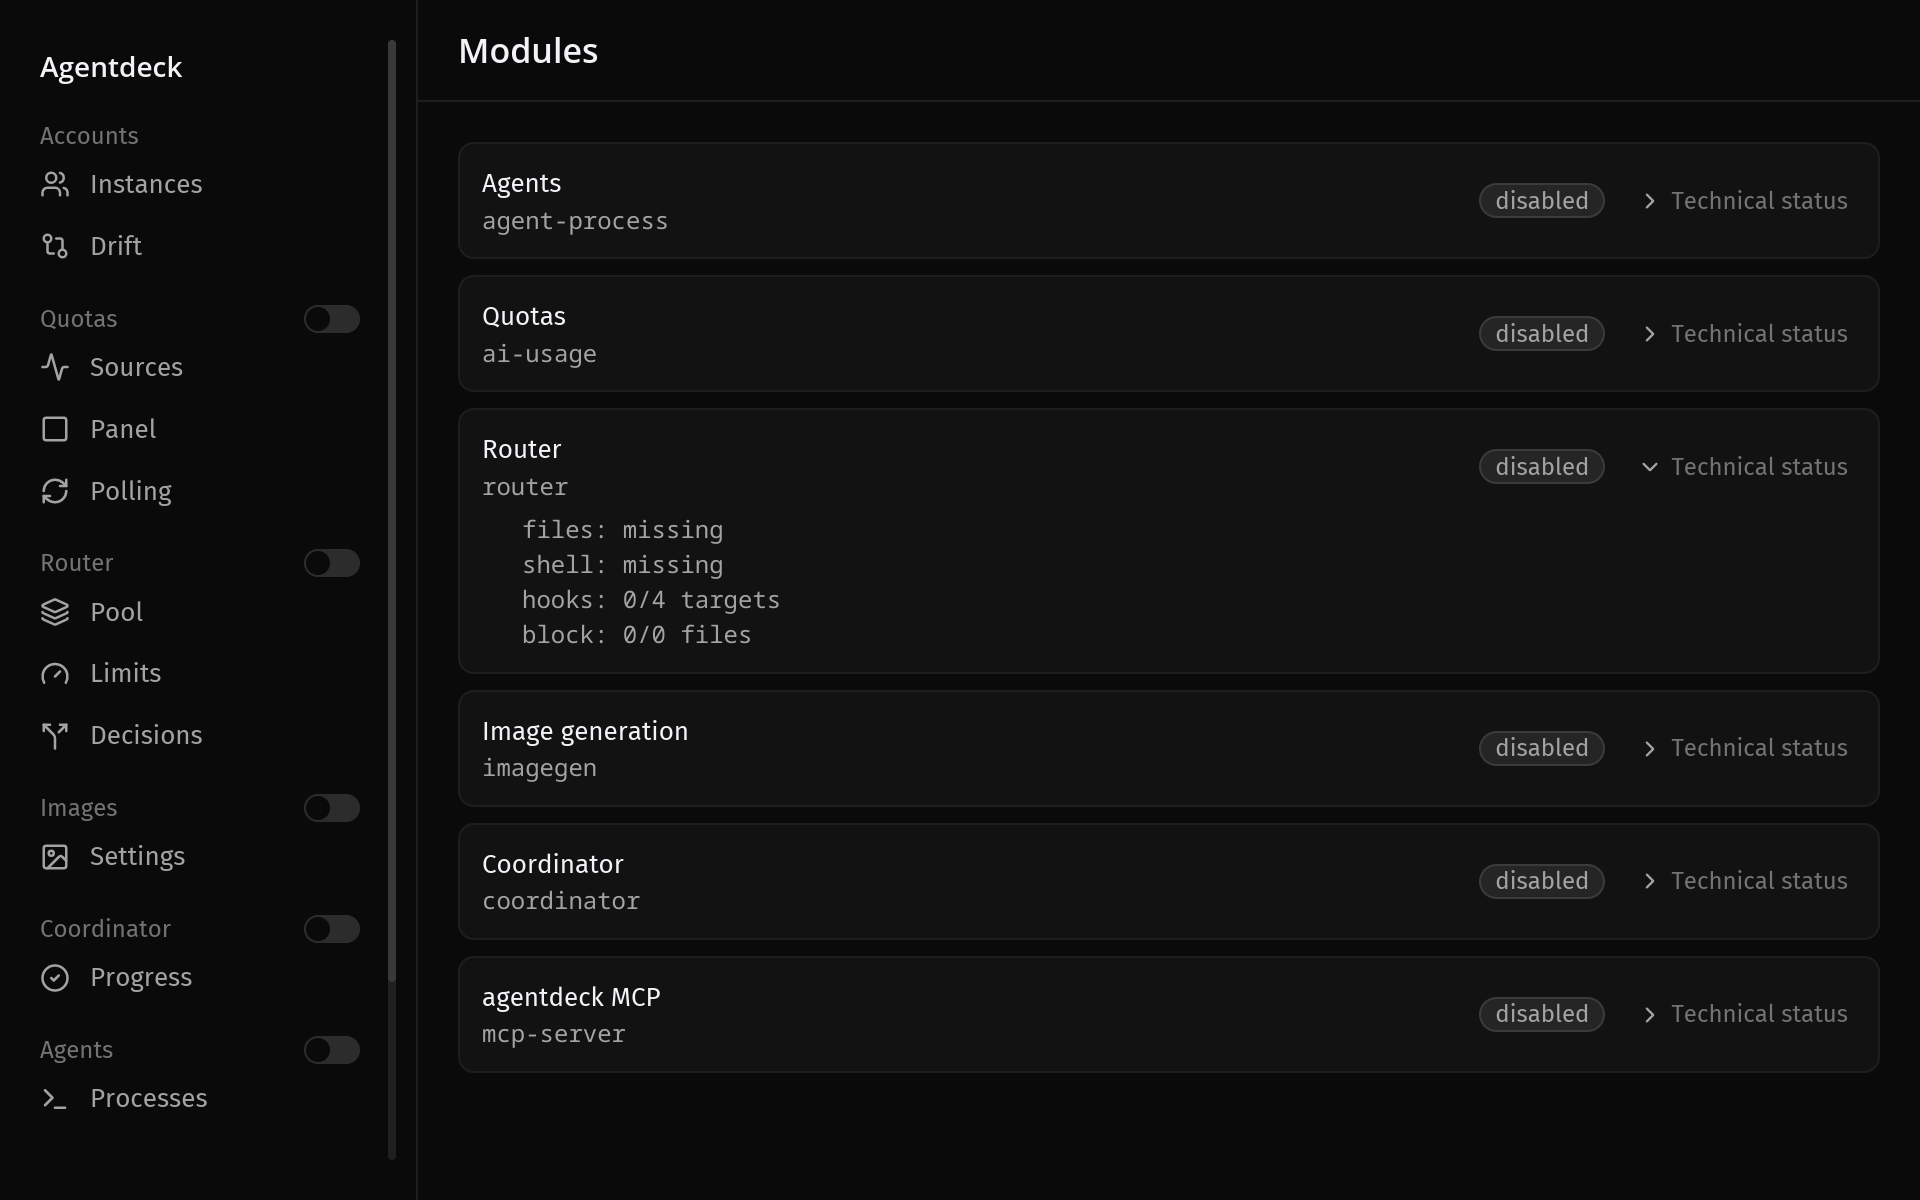 Agentdeck
Accounts
Instances
Drift
Quotas
Sources
Panel
Polling
Router
Pool
Limits
Decisions
Images
Settings
Coordinator
Progress
Agents
Processes
Modules
Agents
agent-process
disabled
Technical status
Quotas
ai-usage
disabled
Technical status
Router
router
disabled
Technical status
files: missing
shell: missing
hooks: 0/4 targets
block: 0/0 files
Image generation
imagegen
disabled
Technical status
Coordinator
coordinator
disabled
Technical status
agentdeck MCP
mcp-server
disabled
Technical status